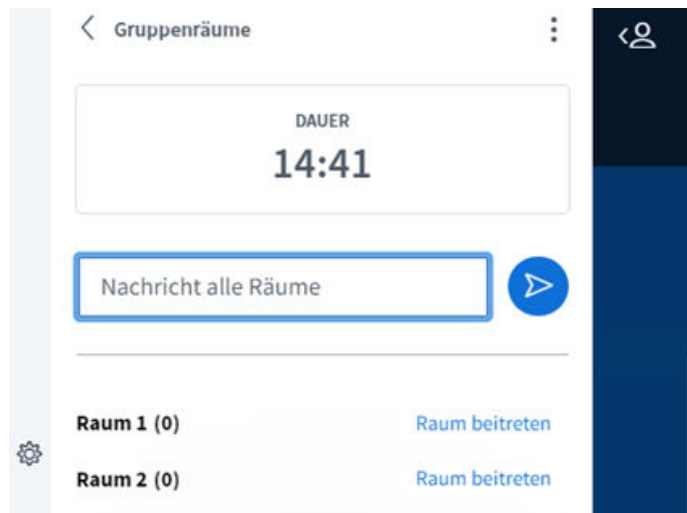 Gruppenräume
DAUER
14:41
Nachricht alle Räume
Raum 1 (0) Raum beitreten
Raum 2 (0) Raum beitreten